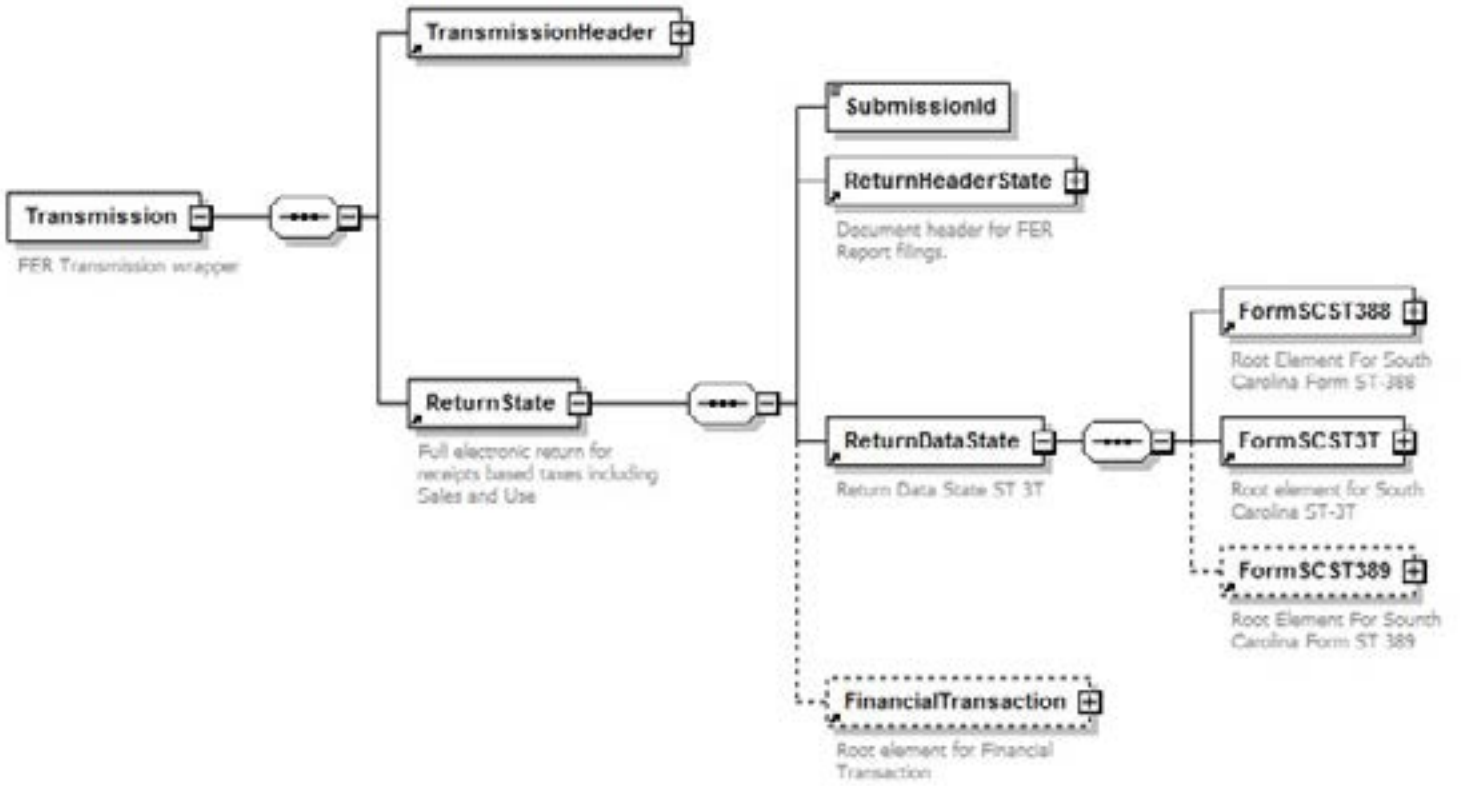 TransmissionHeader
SubmissionId
ReturnHeaderState
Document header for FER
Report filings.
Transmission
FER Transmission wrapper
FormSCST388
Root Element For South
Carolina Form ST-388
ReturnState
Full electronic return for
receipts based taxes including
Sales and Use
ReturnDataState
Return Data State ST 3T
FormSCST3T
Root element for South
Carolina ST-3T
FormSCST389
Root Element For Sounth
Carolina Form ST 389
FinancialTransaction
Root element for Financial
Transaction